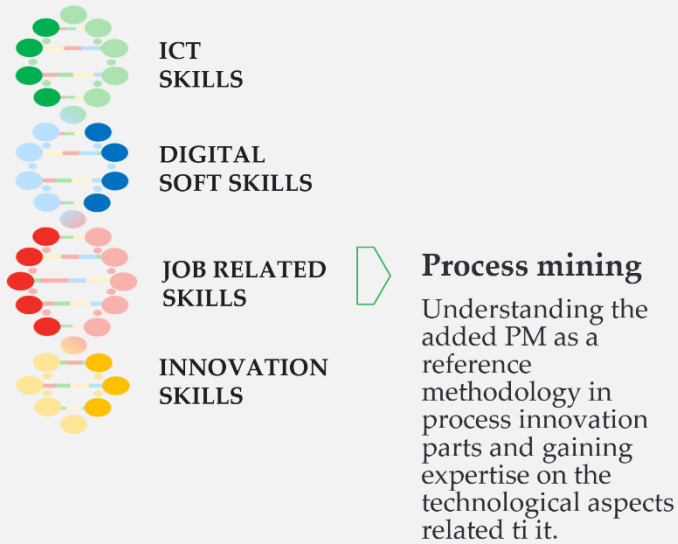 ICT
SKILLS
DIGITAL
SOFT SKILLS
JOB RELATED
SKILLS
INNOVATION
SKILLS
Process mining
Understanding the
added PM as a
reference
methodology in
process innovation
parts and gaining
expertise on the
technological aspects
related ti it.